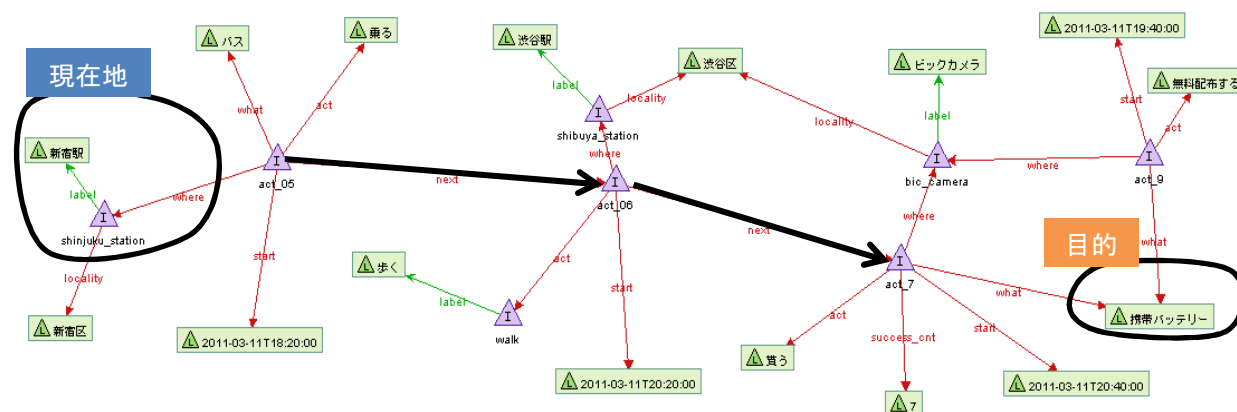 バス
乗る
渋谷駅
渋谷区
ビックカメラ
2011-03-11T19:40:00
無料配布する
現在地
what
act
label
locality
label
start
act
新宿駅
label
where
I
act_05
next
I
shibuya_station
where
I
act_06
locality
I
bic_camera
where
I
act_9
I
shinjuku_station
locality
start
歩く
label
act
start
next
where
I
act_7
what
目的
what
携帯バッテリー
新宿区
2011-03-11T18:20:00
I
walk
2011-03-11T20:20:00
act
success_cnt
start
貰う
7
2011-03-11T20:40:00